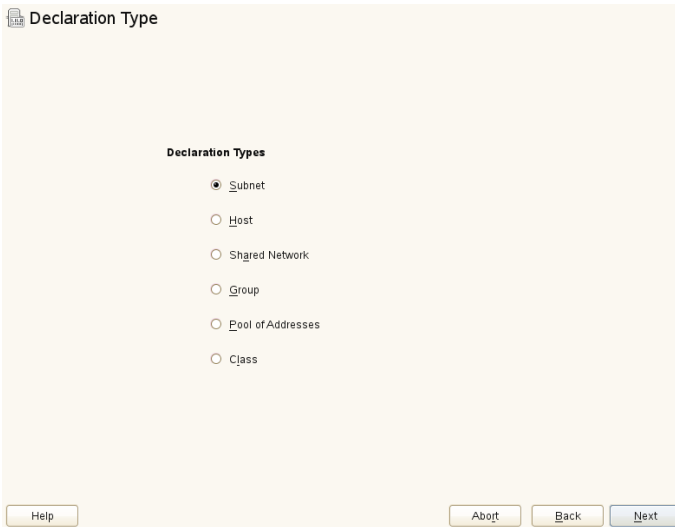 Declaration Type
Declaration Types
Subnet
Host
Shared Network
Group
Pool of Addresses
Class
Help
Abort
Back
Next